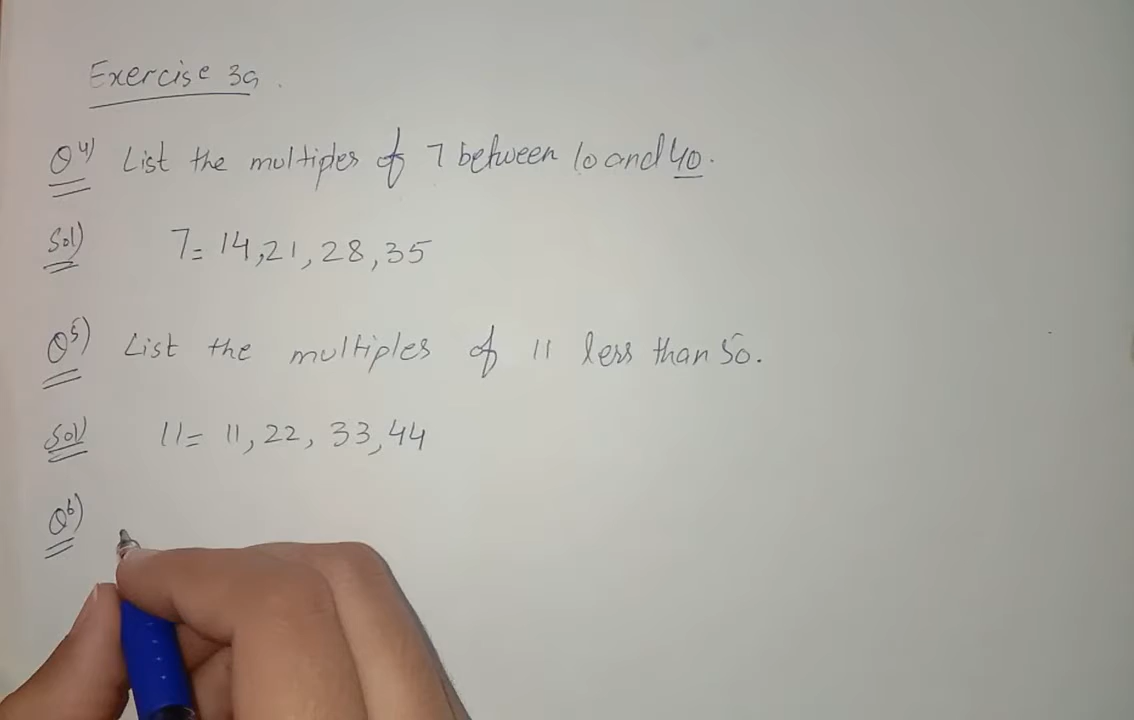 Exercise 3a.
Q4) List the multiples of 7 between 10 and 40.
Sol) 7= 14,21,28,35
Q5) List the multiples of 11 less than 50.
Sol) 11= 11,22,33,44
Q6)